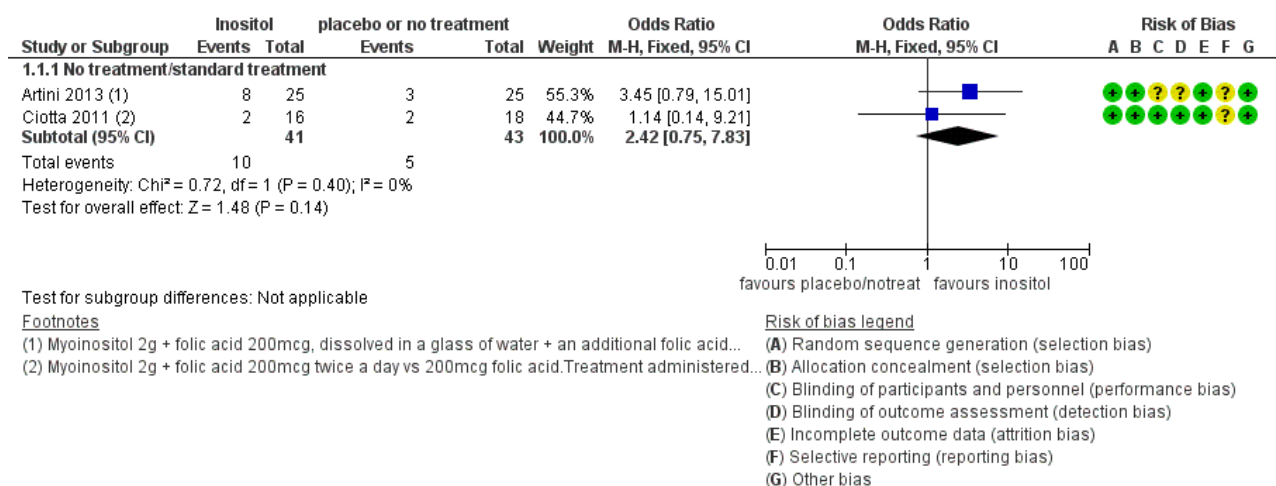 Inositol placebo or no treatment Odds Ratio Odds Ratio Risk of Bias
Study or Subgroup Events Total Events Total Weight M-H, Fixed, 95% CI M-H, Fixed, 95% CI A B C D E F G
1.1.1 No treatment/standard treatment
Artini 2013 (1) 8 25 3 25 55.3% 3.45 [0.79, 15.01] + + ? ? + ? +
Ciotta 2011 (2) 2 16 2 18 44.7% 1.14 [0.14, 9.21] + + + + + ? +
Subtotal (95% CI) 41 43 100.0% 2.42 [0.75, 7.83]
Total events 10 5
Heterogeneity: Chi² = 0.72, df = 1 (P = 0.40); I² = 0%
Test for overall effect: Z = 1.48 (P = 0.14)
0.01 0.1 1 10 100
favours placebo/notreat favours inositol
Test for subgroup differences: Not applicable
Footnotes
(1) Myoinositol 2g + folic acid 200mcg, dissolved in a glass of water + an additional folic acid...
(2) Myoinositol 2g + folic acid 200mcg twice a day vs 200mcg folic acid.Treatment administered...
Risk of bias legend
(A) Random sequence generation (selection bias)
(B) Allocation concealment (selection bias)
(C) Blinding of participants and personnel (performance bias)
(D) Blinding of outcome assessment (detection bias)
(E) Incomplete outcome data (attrition bias)
(F) Selective reporting (reporting bias)
(G) Other bias